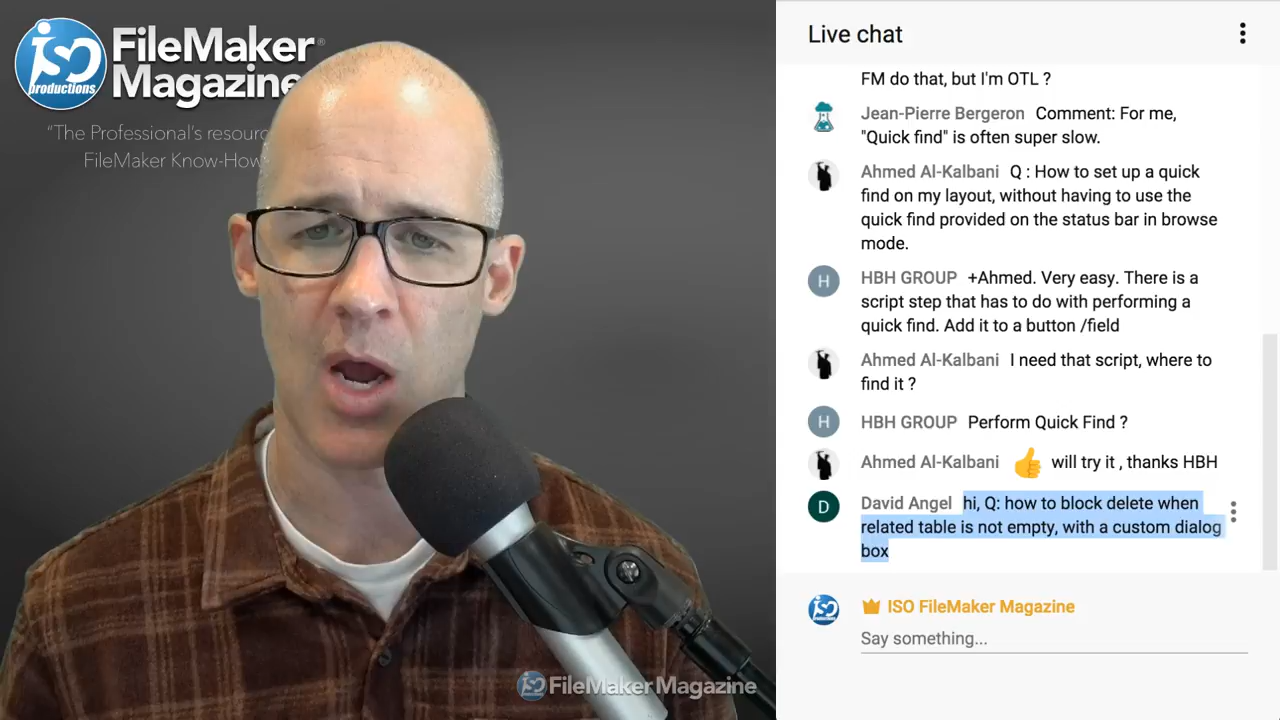 iso
productions
FileMaker
Magazine
"The Professional's resourc
FileMaker Know-How
Live chat
FM do that, but I'm OTL ?
Jean-Pierre Bergeron Comment: For me,
"Quick find" is often super slow.
Ahmed Al-Kalbani Q : How to set up a quick
find on my layout, without having to use the
quick find provided on the status bar in browse
mode.
H HBH GROUP +Ahmed. Very easy. There is a
script step that has to do with performing a
quick find. Add it to a button /field
Ahmed Al-Kalbani I need that script, where to
find it ?
H HBH GROUP Perform Quick Find ?
Ahmed Al-Kalbani 👍 will try it , thanks HBH
D David Angel hi, Q: how to block delete when
related table is not empty, with a custom dialog
box
iso ISO FileMaker Magazine
Say something...
iso FileMaker Magazine